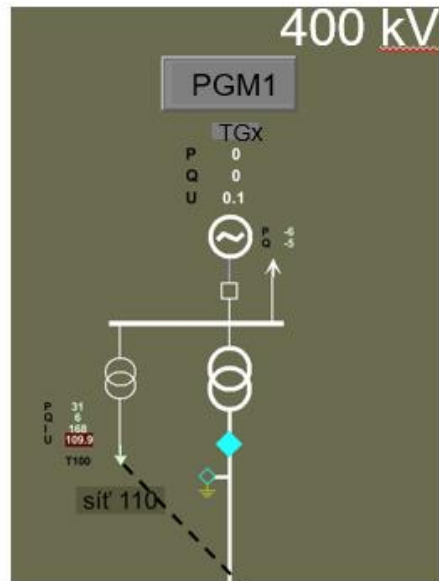 400 kV
PGM1
TGx
P 0
Q 0
U 0.1
P -6
Q -5
P 31
Q 6
I 168
U 109.9
T100
síť 110